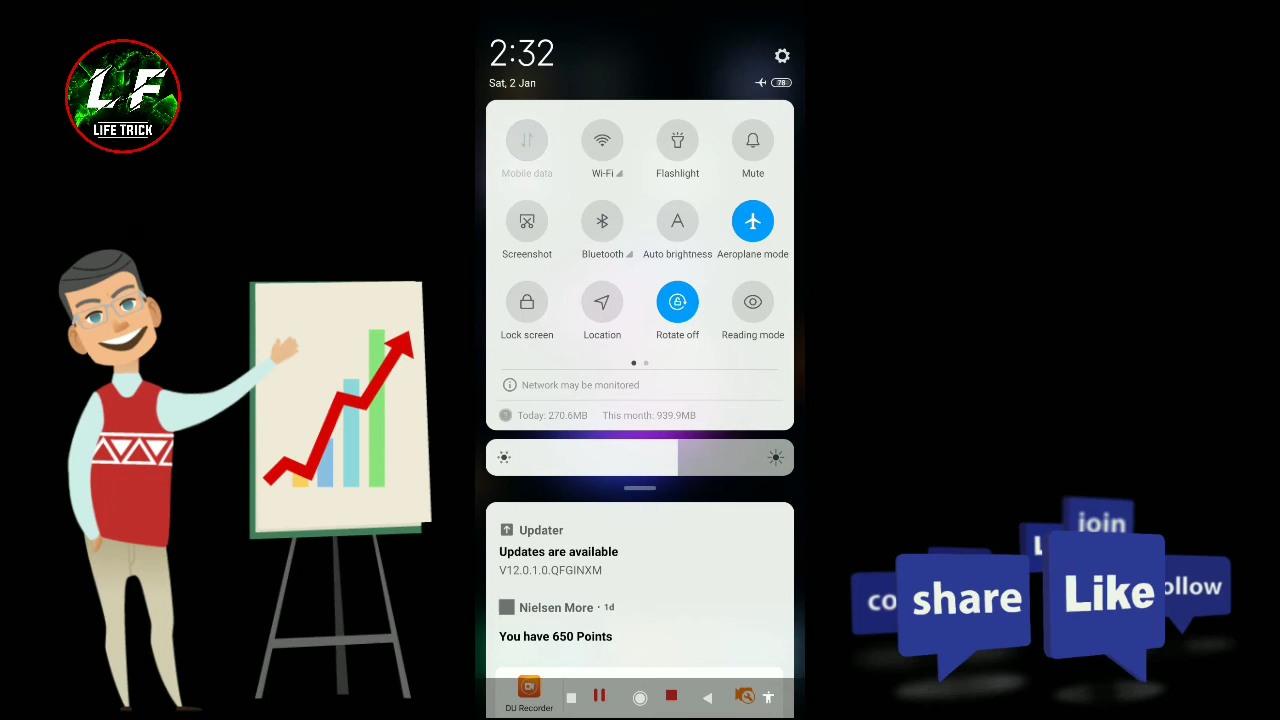 LF
LIFE TRICK
2:32
Sat, 2 Jan
78
Mobile data
Wi-Fi
Flashlight
Mute
Screenshot
Bluetooth
A
Auto brightness
Aeroplane mode
Lock screen
Location
Rotate off
Reading mode
Network may be monitored
Today: 270.6MB This month: 939.9MB
Updater
Updates are available
V12.0.1.0.QFGINXM
Nielsen More · 1d
You have 650 Points
DU Recorder
join
L
co
share
Like
ollow